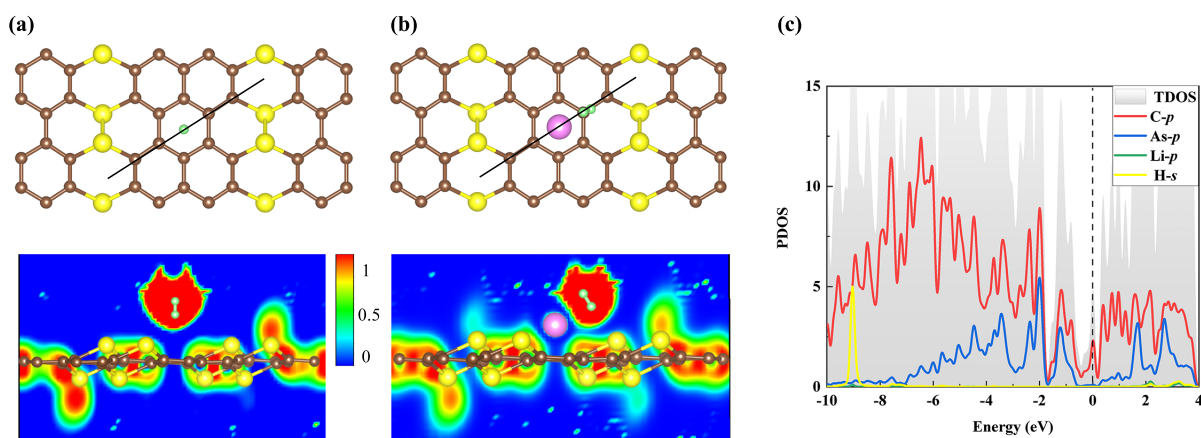 (a)
(b)
(c)
1
0.5
0
15
10
5
0
PDOS
-10 -8 -6 -4 -2 0 2 4
Energy (eV)
TDOS
C-p
As-p
Li-p
H-s